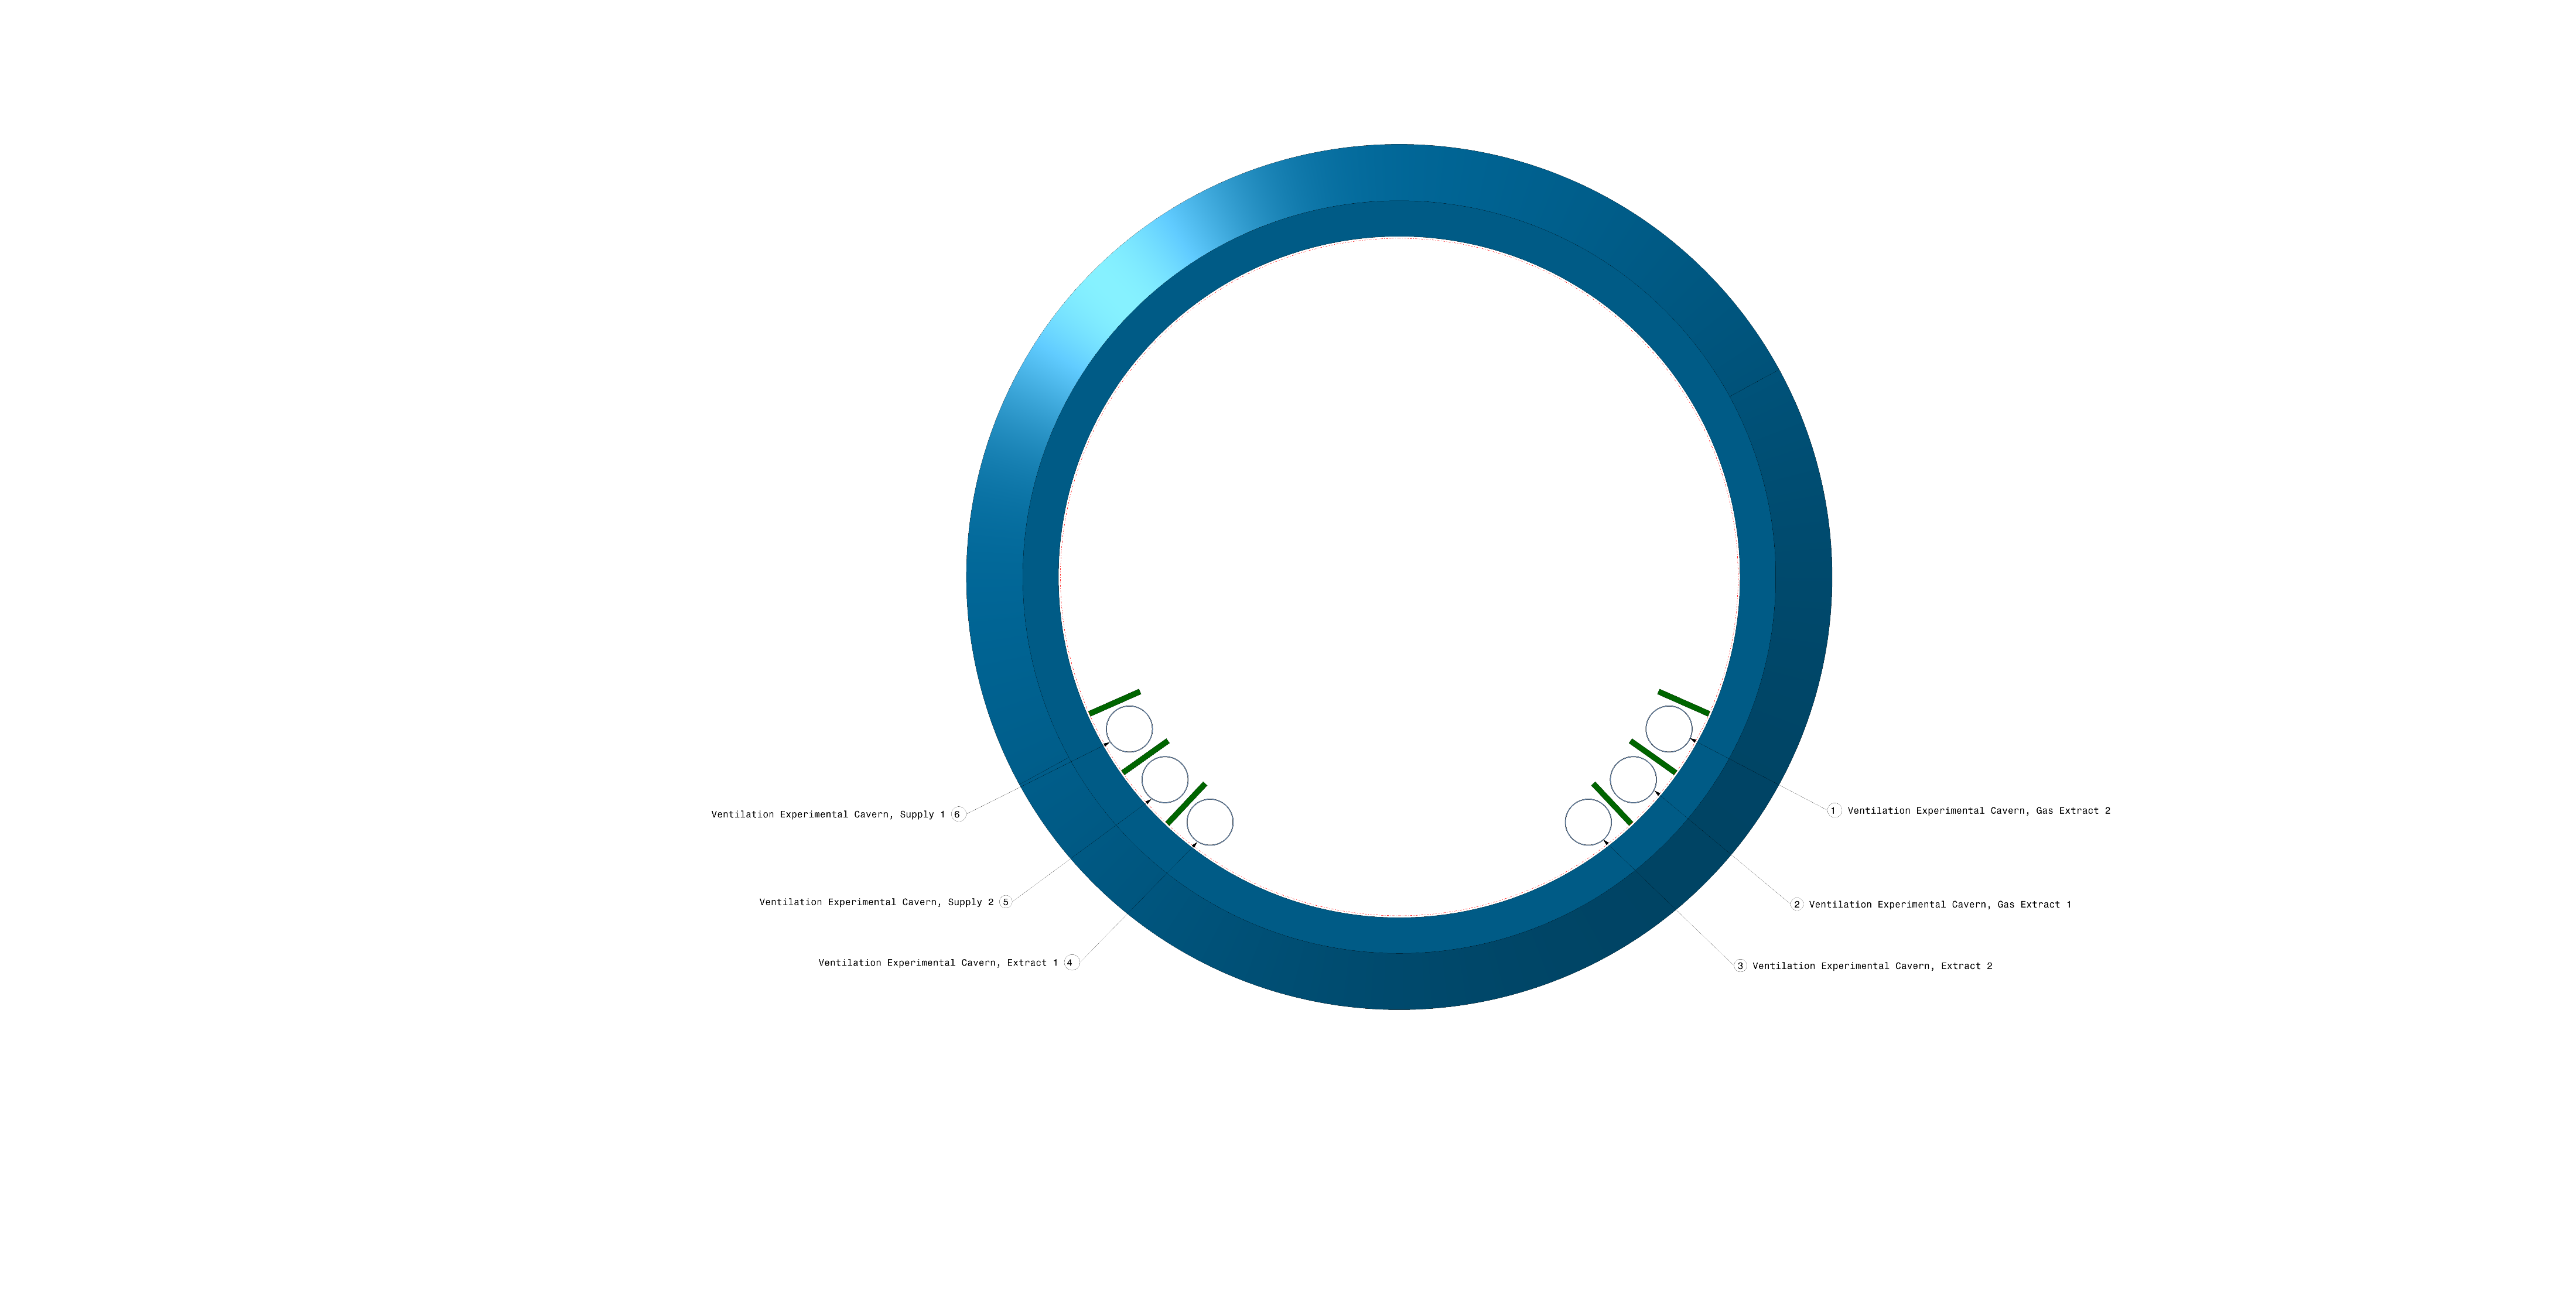 Ventilation Experimental Cavern, Supply 1 6
1 Ventilation Experimental Cavern, Gas Extract 2
Ventilation Experimental Cavern, Supply 2 5
2 Ventilation Experimental Cavern, Gas Extract 1
Ventilation Experimental Cavern, Extract 1 4
3 Ventilation Experimental Cavern, Extract 2